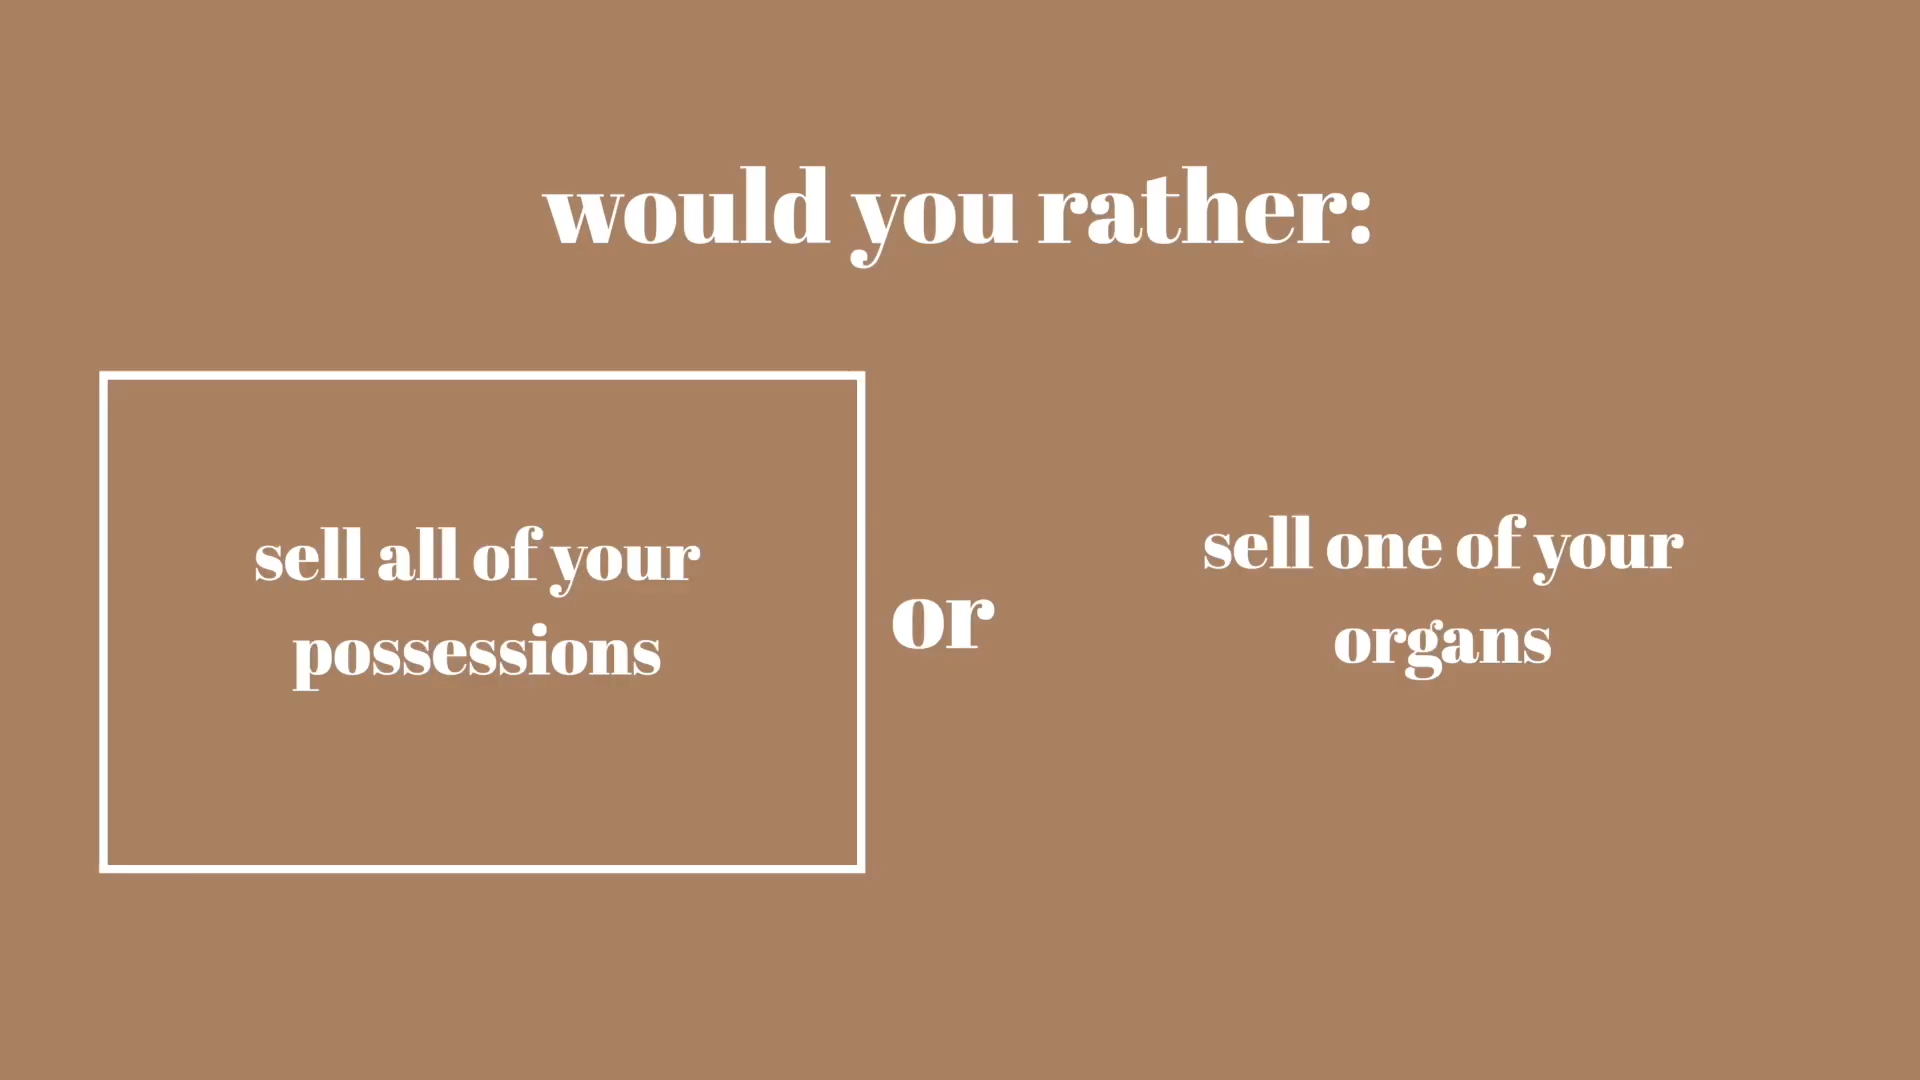 would you rather:
sell all of your
possessions
or
sell one of your
organs